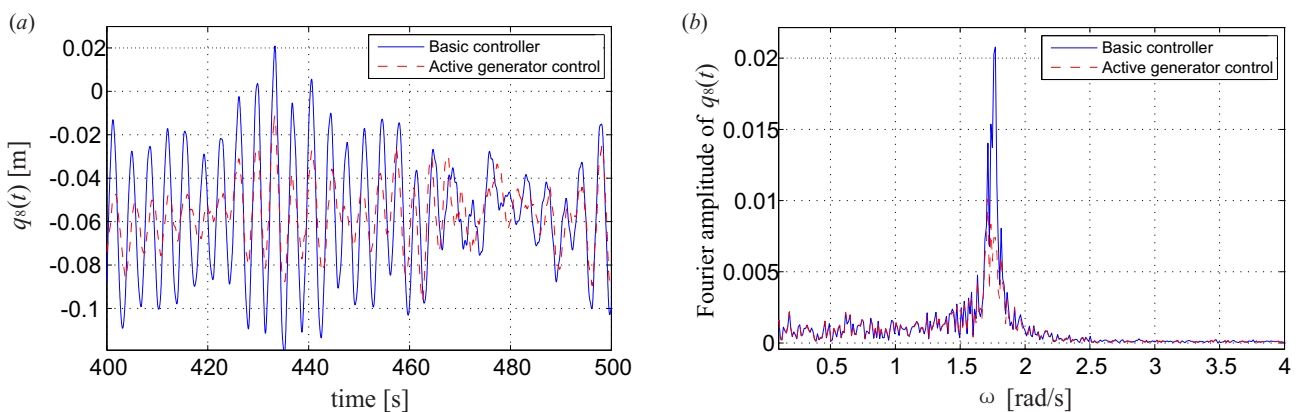 (a)
Basic controller
Active generator control
0.02
0
-0.02
-0.04
-0.06
-0.08
-0.1
q₈(t) [m]
400
420
440
460
480
500
time [s]
(b)
Basic controller
Active generator control
0.02
0.015
0.01
0.005
0
Fourier amplitude of q₈(t)
0.5
1
1.5
2
2.5
3
3.5
4
ω [rad/s]